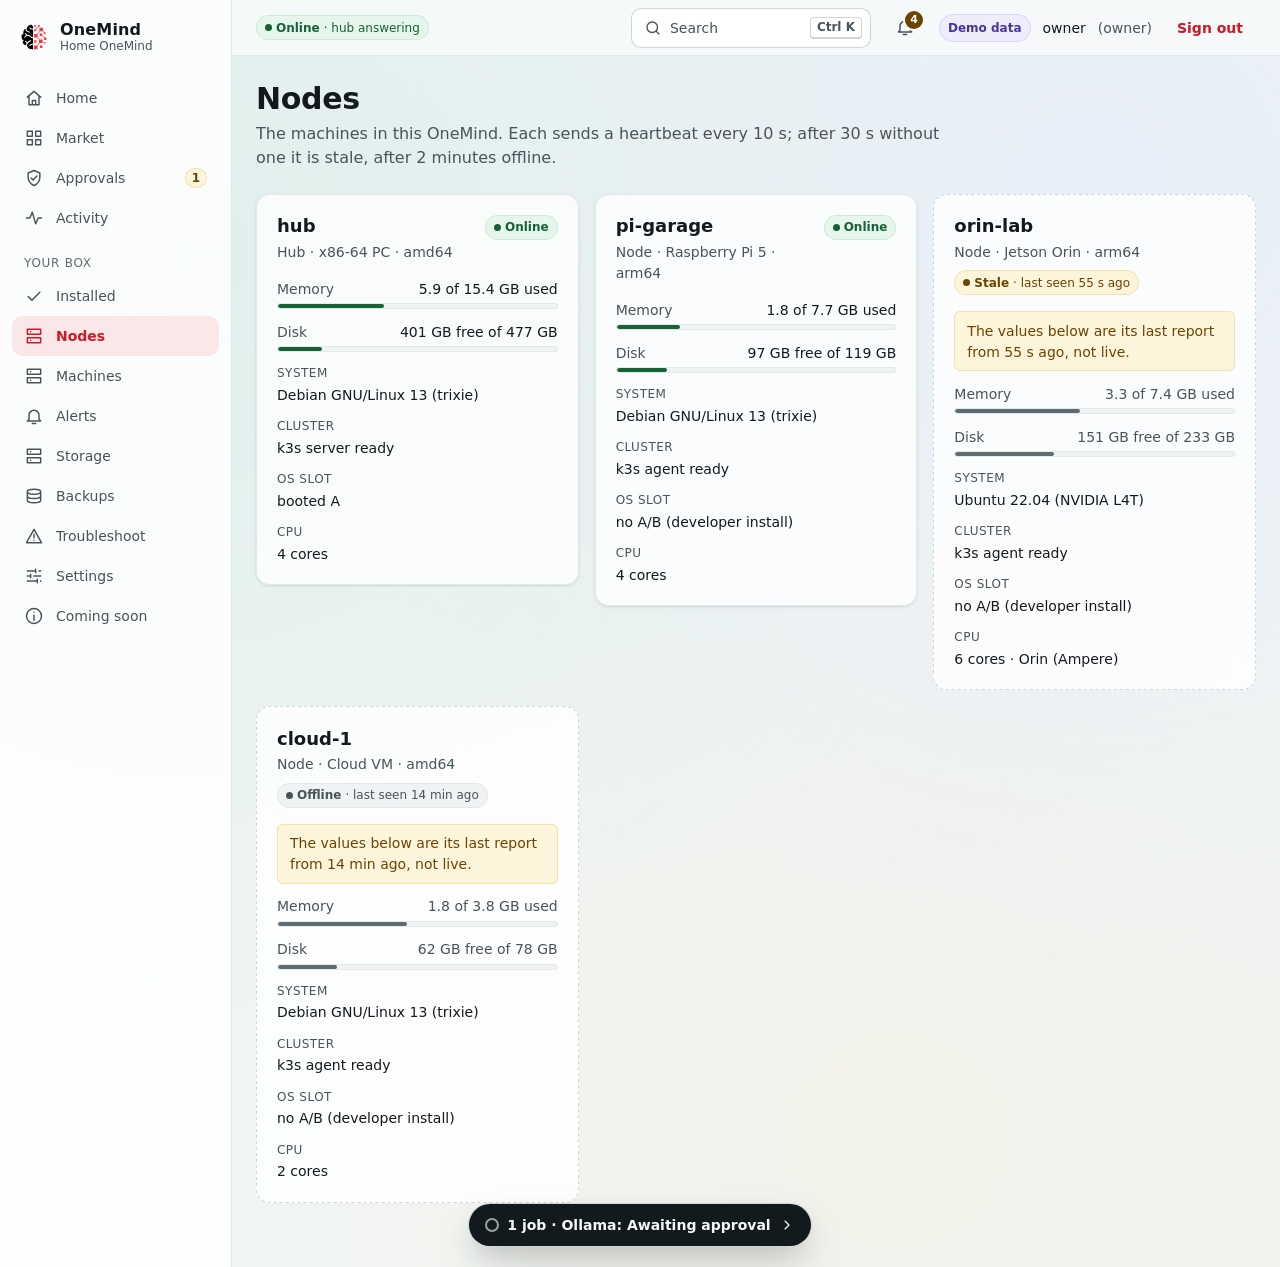 OneMind
Home OneMind
Home
Market
Approvals 1
Activity
YOUR BOX
Installed
Nodes
Machines
Alerts
Storage
Backups
Troubleshoot
Settings
Coming soon
Online · hub answering
Search Ctrl K
4
Demo data
owner (owner)
Sign out
Nodes
The machines in this OneMind. Each sends a heartbeat every 10 s; after 30 s without
one it is stale, after 2 minutes offline.
hub Online
Hub · x86-64 PC · amd64
Memory 5.9 of 15.4 GB used
Disk 401 GB free of 477 GB
SYSTEM
Debian GNU/Linux 13 (trixie)
CLUSTER
k3s server ready
OS SLOT
booted A
CPU
4 cores
pi-garage Online
Node · Raspberry Pi 5 ·
arm64
Memory 1.8 of 7.7 GB used
Disk 97 GB free of 119 GB
SYSTEM
Debian GNU/Linux 13 (trixie)
CLUSTER
k3s agent ready
OS SLOT
no A/B (developer install)
CPU
4 cores
orin-lab
Node · Jetson Orin · arm64
Stale · last seen 55 s ago
The values below are its last report
from 55 s ago, not live.
Memory 3.3 of 7.4 GB used
Disk 151 GB free of 233 GB
SYSTEM
Ubuntu 22.04 (NVIDIA L4T)
CLUSTER
k3s agent ready
OS SLOT
no A/B (developer install)
CPU
6 cores · Orin (Ampere)
cloud-1
Node · Cloud VM · amd64
Offline · last seen 14 min ago
The values below are its last report
from 14 min ago, not live.
Memory 1.8 of 3.8 GB used
Disk 62 GB free of 78 GB
SYSTEM
Debian GNU/Linux 13 (trixie)
CLUSTER
k3s agent ready
OS SLOT
no A/B (developer install)
CPU
2 cores
1 job · Ollama: Awaiting approval